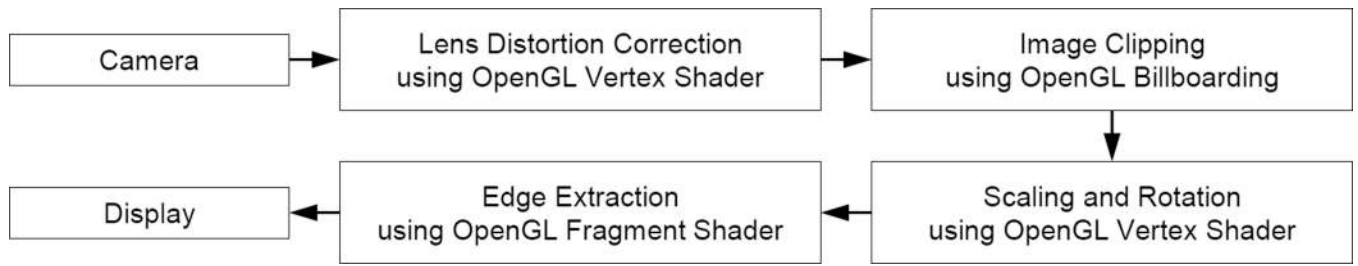 Camera
Lens Distortion Correction
using OpenGL Vertex Shader
Image Clipping
using OpenGL Billboarding
Scaling and Rotation
using OpenGL Vertex Shader
Edge Extraction
using OpenGL Fragment Shader
Display